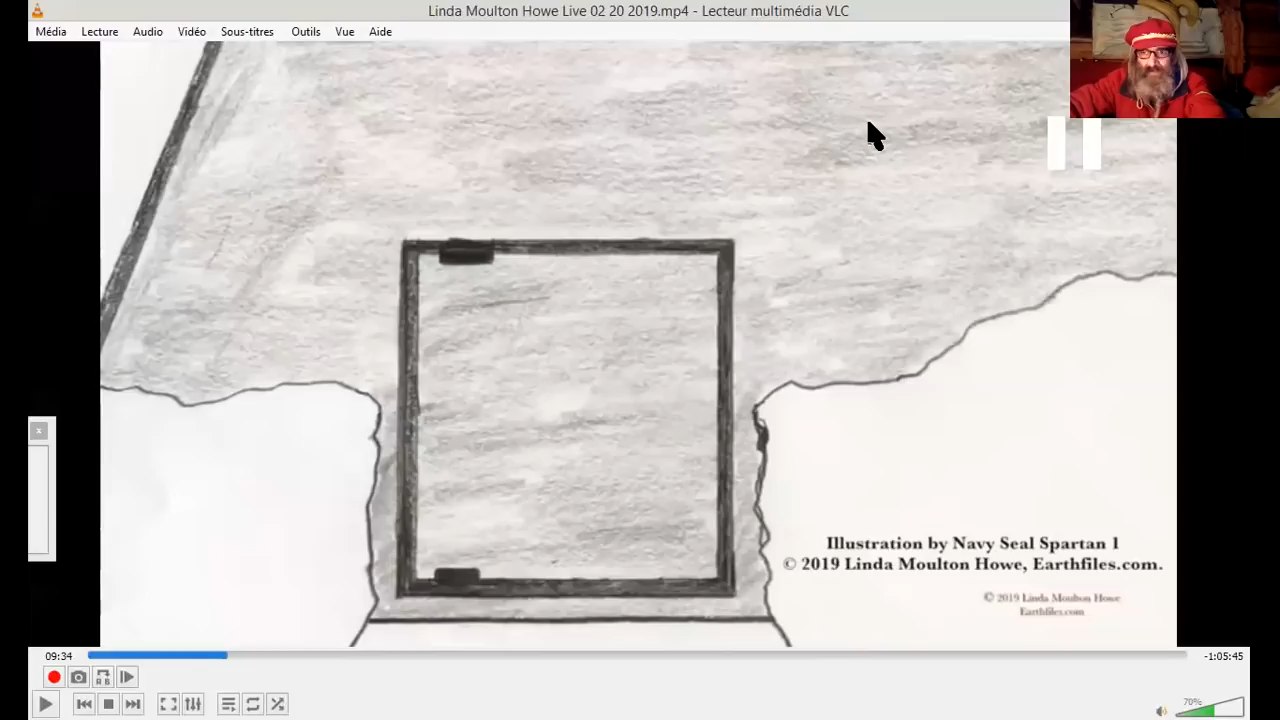 Linda Moulton Howe Live 02 20 2019.mp4 - Lecteur multimédia VLC
Média Lecture Audio Vidéo Sous-titres Outils Vue Aide
x
Illustration by Navy Seal Spartan 1
© 2019 Linda Moulton Howe, Earthfiles.com.
© 2019 Linda Moulton Howe
Earthfiles.com
09:34 -1:05:45
A B
70%